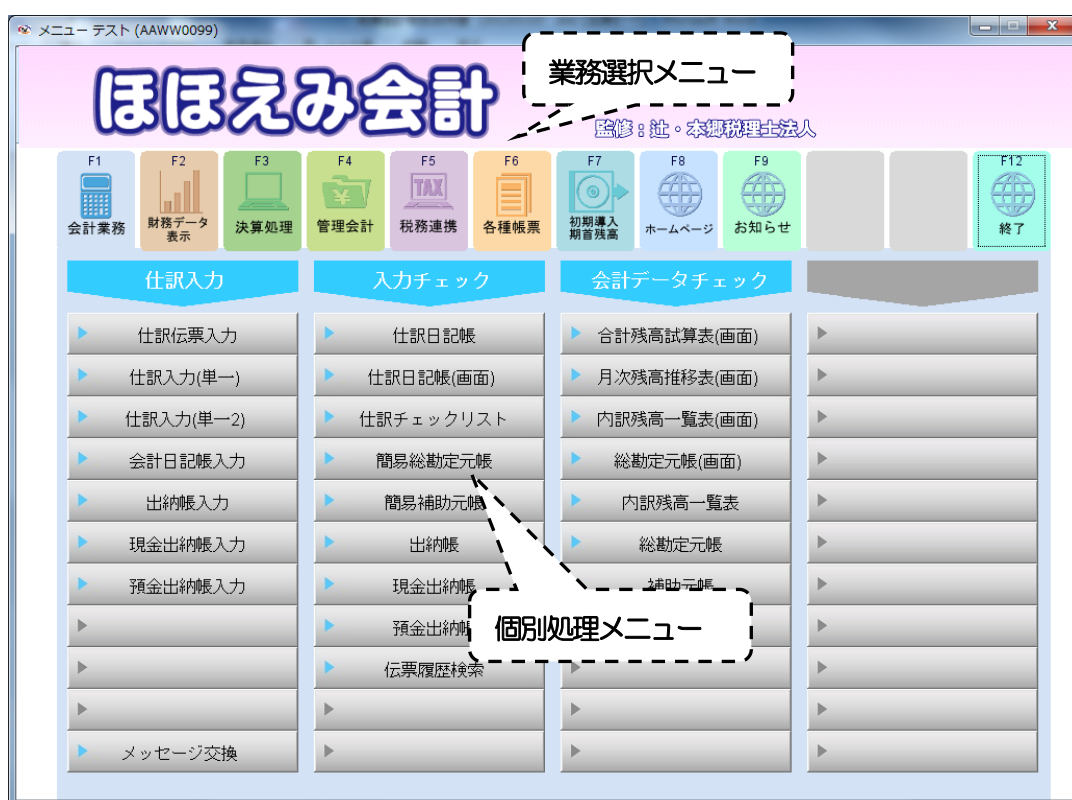 メニュー テスト (AAWW0099)
業務選択メニュー
ほほえみ会計
監修：辻・本郷税理士法人
F1 F2 F3 F4 F5 F6 F7 F8 F9 F12
会計業務
財務データ
表示
決算処理
管理会計
TAX
税務連携
各種帳票
初期導入
期首残高
ホームページ
お知らせ
終了
仕訳入力 入力チェック 会計データチェック
仕訳伝票入力 仕訳日記帳 合計残高試算表(画面)
仕訳入力(単一) 仕訳日記帳(画面) 月次残高推移表(画面)
仕訳入力(単一2) 仕訳チェックリスト 内訳残高一覧表(画面)
会計日記帳入力 簡易総勘定元帳 総勘定元帳(画面)
出納帳入力 簡易補助元帳 内訳残高一覧表
現金出納帳入力 出納帳 総勘定元帳
預金出納帳入力 現金出納帳 補助元帳
預金出納帳
個別処理メニュー
伝票履歴検索
メッセージ交換